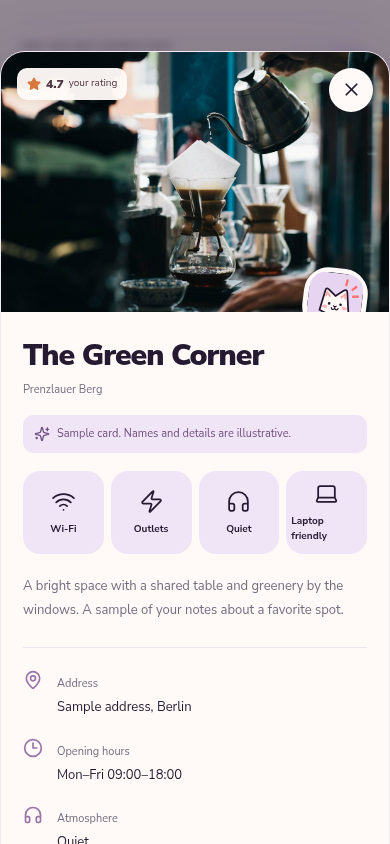 4.7 your rating
The Green Corner
Prenzlauer Berg
Sample card. Names and details are illustrative.
Wi-Fi
Outlets
Quiet
Laptop
friendly
A bright space with a shared table and greenery by the
windows. A sample of your notes about a favorite spot.
Address
Sample address, Berlin
Opening hours
Mon–Fri 09:00–18:00
Atmosphere
Quiet